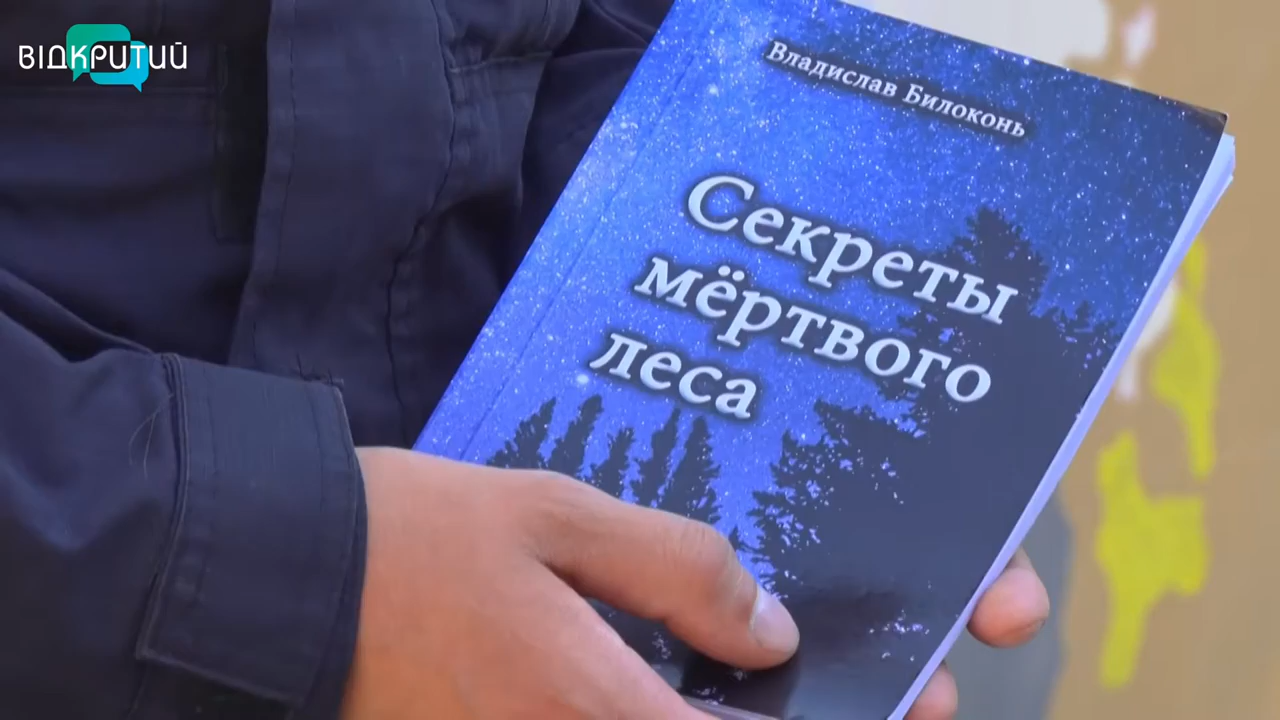 ВІДКРИТИЙ
Владислав Билоконь
Секреты
мёртвого
леса